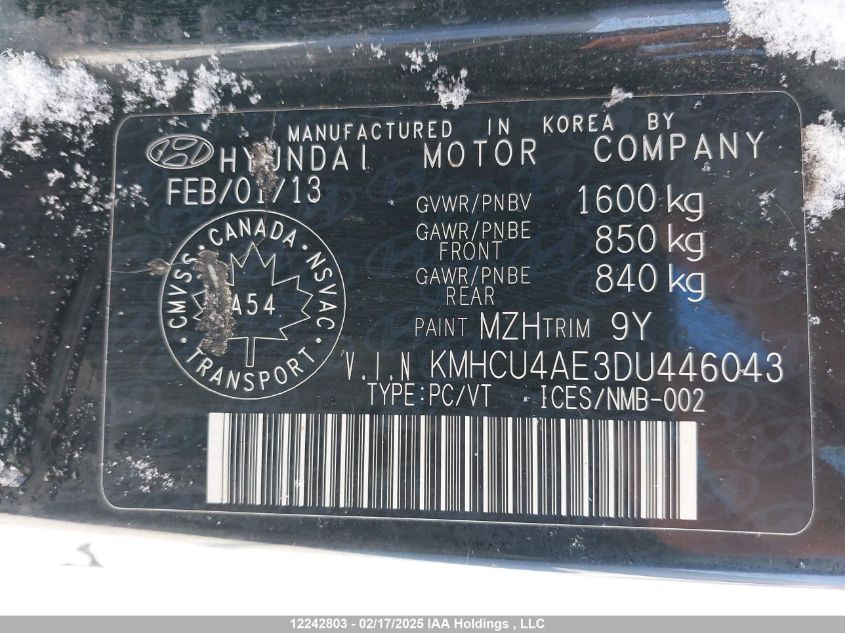 MANUFACTURED IN KOREA BY
HYUNDAI MOTOR COMPANY
FEB/01/13
GVWR/PNBV 1600 kg
GAWR/PNBE FRONT 850 kg
GAWR/PNBE REAR 840 kg
CANADA
CMVSS · NSVAC
A54
TRANSPORT
PAINT MZH TRIM 9Y
V.I.N KMHCU4AE3DU446043
TYPE:PC/VT ICES/NMB-002
12242803 - 02/17/2025 IAA Holdings , LLC